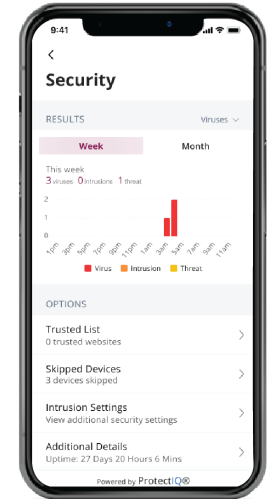 9:41
Security
RESULTS
Viruses
Week Month
This week
3 viruses 0 Intrusions 1 threat
2
1
0
1pm 3pm 5pm 7pm 9pm 11pm 1am 3am 5am 7am 9am 11am
Virus Intrusion Threat
OPTIONS
Trusted List
0 trusted websites
Skipped Devices
3 devices skipped
Intrusion Settings
View additional security settings
Additional Details
Uptime: 27 Days 20 Hours 6 Mins
Powered by ProtectIQ®